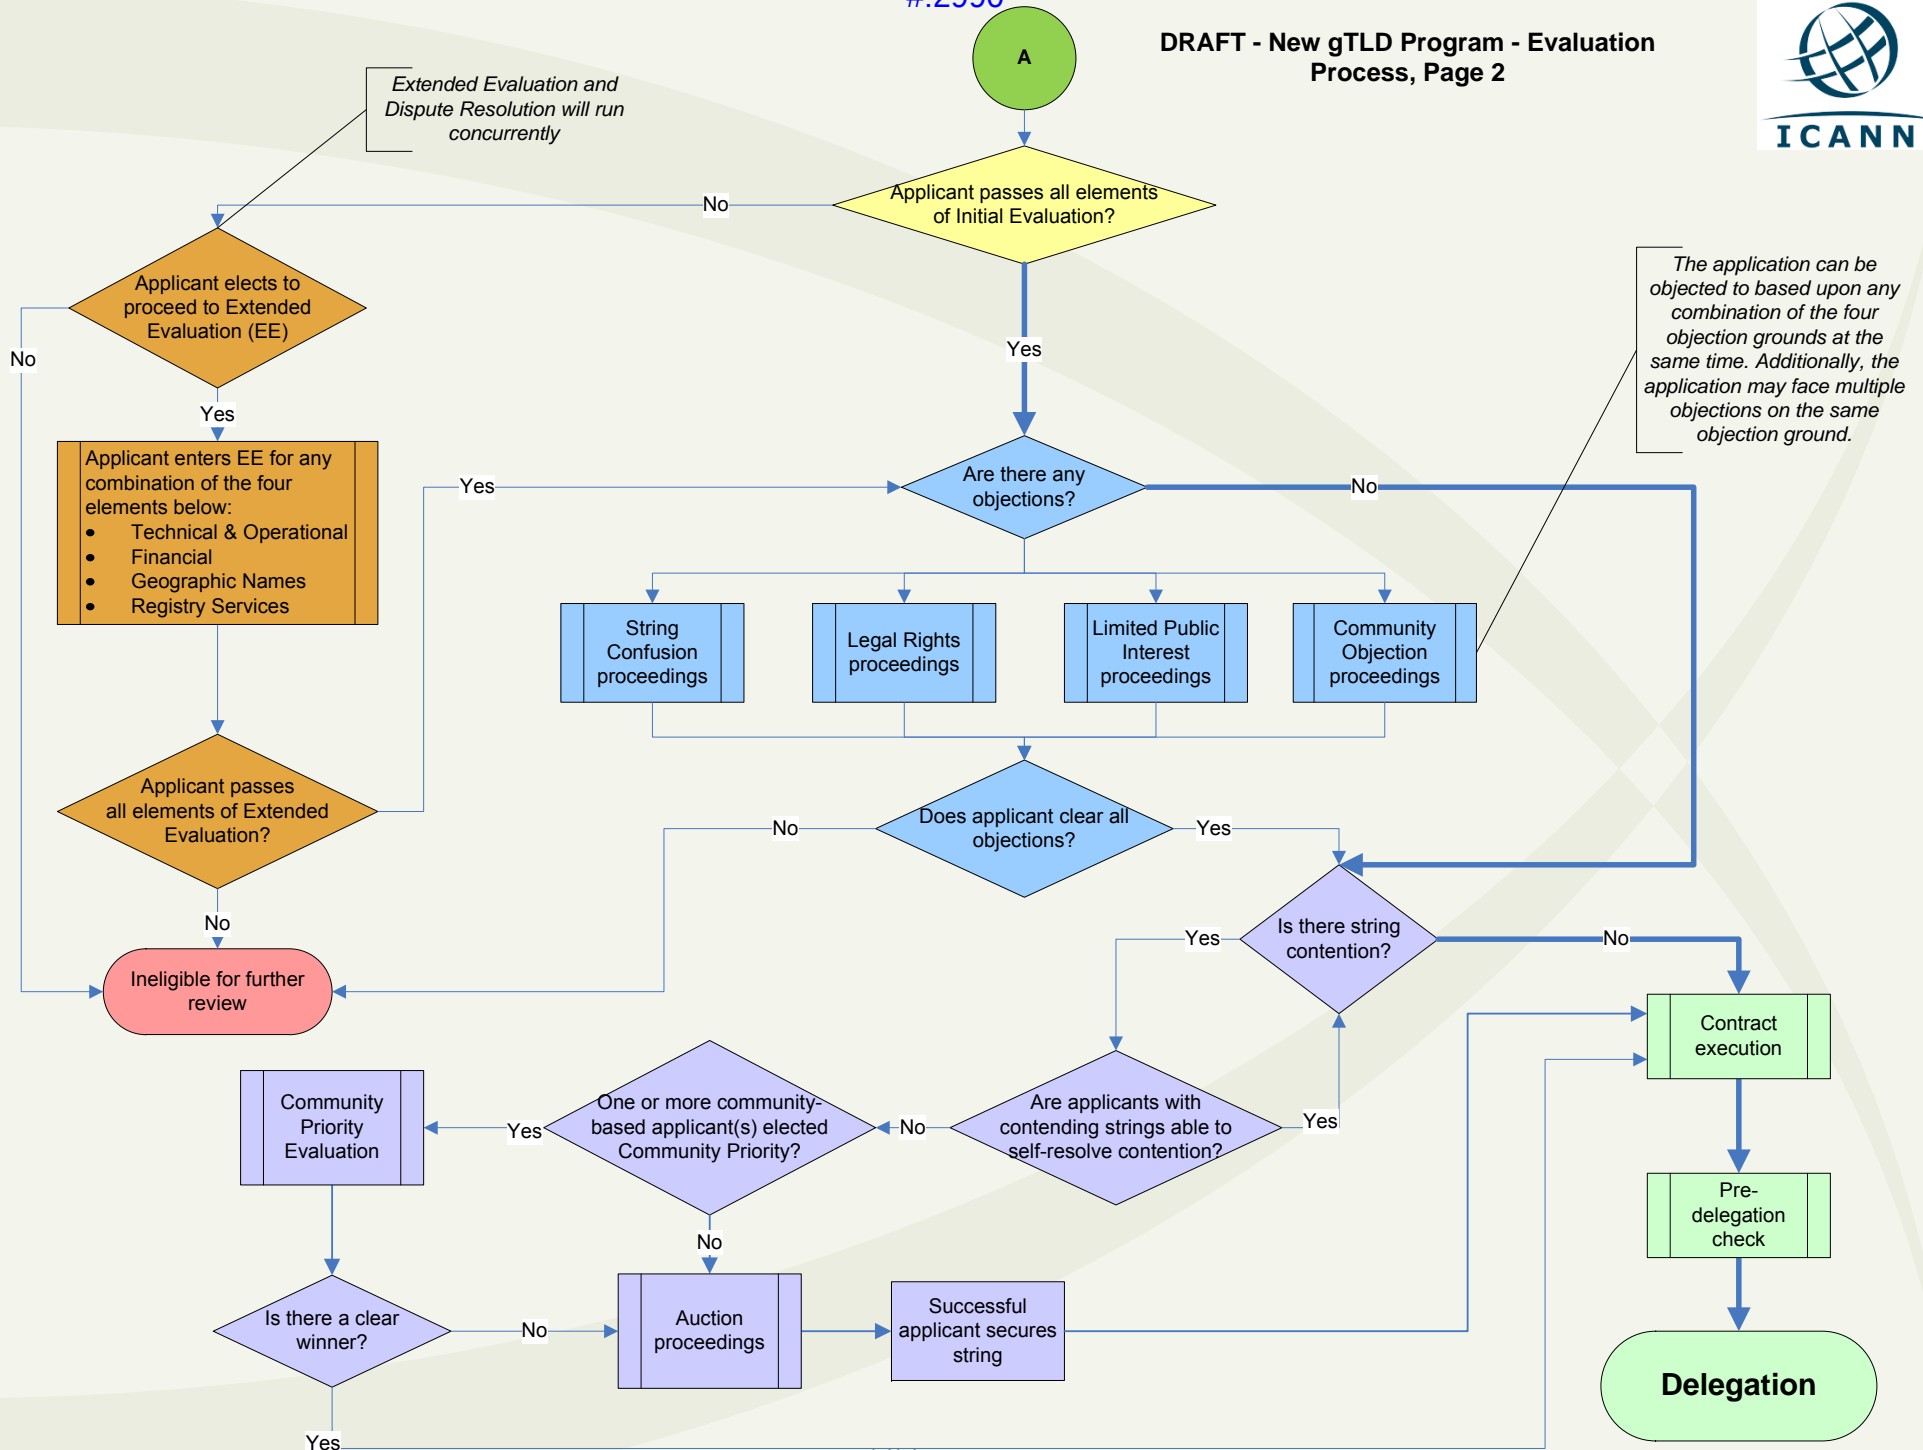 A
DRAFT - New gTLD Program - Evaluation
Process, Page 2
ICANN
Extended Evaluation and
Dispute Resolution will run
concurrently
Applicant passes all elements
of Initial Evaluation?
No
Yes
Applicant elects to
proceed to Extended
Evaluation (EE)
No
Yes
The application can be
objected to based upon any
combination of the four
objection grounds at the
same time. Additionally, the
application may face multiple
objections on the same
objection ground.
Applicant enters EE for any
combination of the four
elements below:
• Technical & Operational
• Financial
• Geographic Names
• Registry Services
Yes
Are there any
objections?
No
String
Confusion
proceedings
Legal Rights
proceedings
Limited Public
Interest
proceedings
Community
Objection
proceedings
Applicant passes
all elements of Extended
Evaluation?
No
Does applicant clear all
objections?
No
Yes
Ineligible for further
review
Is there string
contention?
Yes
No
Contract
execution
Community
Priority
Evaluation
Yes
One or more community-
based applicant(s) elected
Community Priority?
No
Are applicants with
contending strings able to
self-resolve contention?
Yes
No
Pre-
delegation
check
Is there a clear
winner?
No
Auction
proceedings
Successful
applicant secures
string
Delegation
Yes